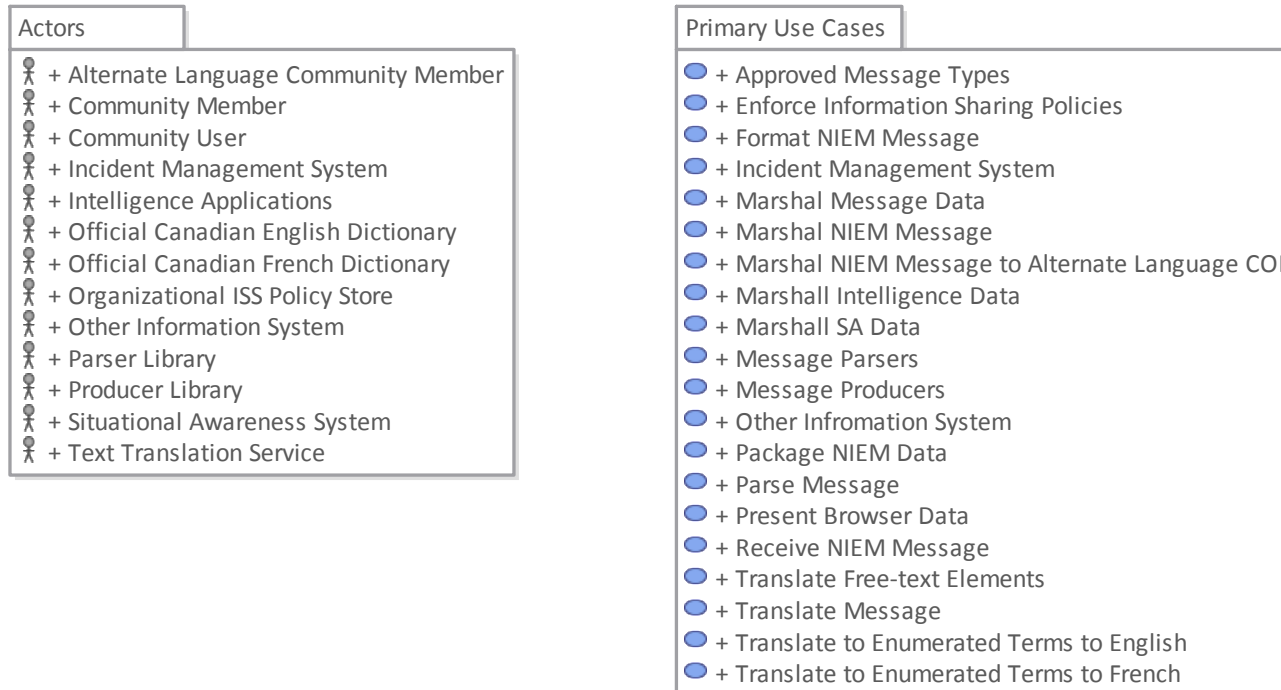 Actors
+ Alternate Language Community Member
+ Community Member
+ Community User
+ Incident Management System
+ Intelligence Applications
+ Official Canadian English Dictionary
+ Official Canadian French Dictionary
+ Organizational ISS Policy Store
+ Other Information System
+ Parser Library
+ Producer Library
+ Situational Awareness System
+ Text Translation Service
Primary Use Cases
+ Approved Message Types
+ Enforce Information Sharing Policies
+ Format NIEM Message
+ Incident Management System
+ Marshal Message Data
+ Marshal NIEM Message
+ Marshal NIEM Message to Alternate Language
+ Marshall Intelligence Data
+ Marshall SA Data
+ Message Parsers
+ Message Producers
+ Other Infromation System
+ Package NIEM Data
+ Parse Message
+ Present Browser Data
+ Receive NIEM Message
+ Translate Free-text Elements
+ Translate Message
+ Translate to Enumerated Terms to English
+ Translate to Enumerated Terms to French